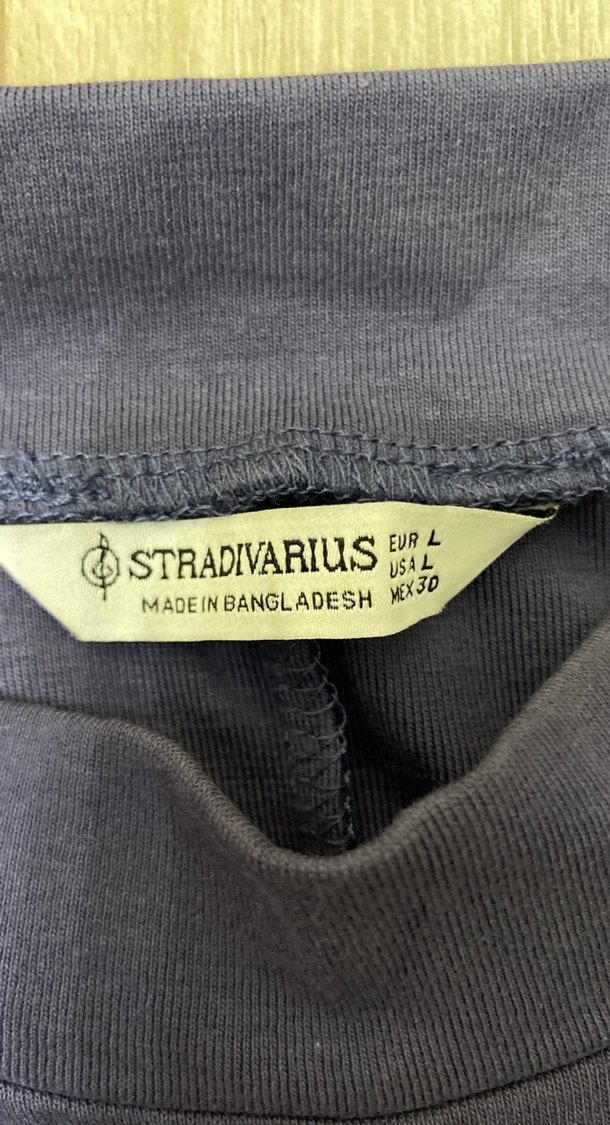 STRADIVARIUS
MADE IN BANGLADESH
EUR L
USA L
MEX 30